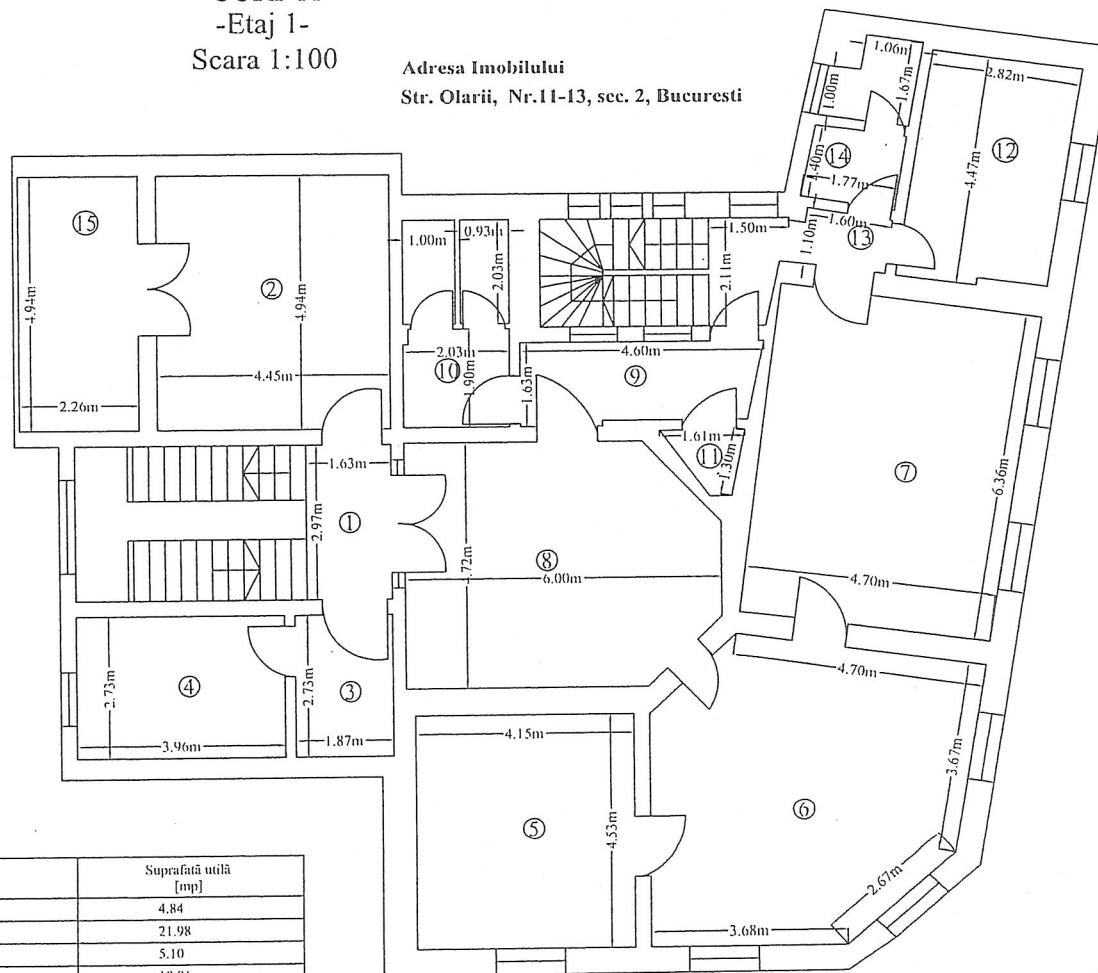 -Etaj 1-
Scara 1:100
Adresa Imobilului
Str. Olarii, Nr.11-13, sec. 2, Bucuresti
1.06m
2.82m
1.00m
1.67m
14
12
1.40m
4.47m
1.77m
15
1.60m
1.00m
0.93m
1.50m
13
1.10m
2.03m
2.11m
2
4.94m
4.94m
2.03m
4.60m
10
9
4.45m
1.90m
1.63m
2.26m
1.61m
11
1.30m
1.63m
7
6.36m
1
2.97m
8
6.00m
4.70m
4.70m
4
3
2.73m
2.73m
3.96m
1.87m
4.15m
3.67m
6
5
4.53m
2.67m
3.68m
Suprafată utilă
[mp]
4.84
21.98
5.10